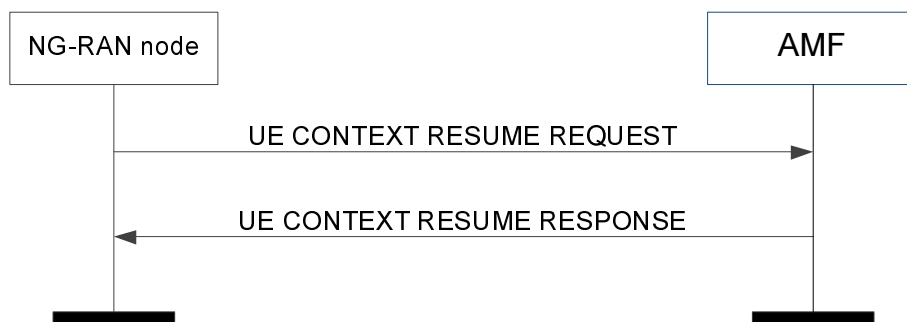 NG-RAN node
AMF
UE CONTEXT RESUME REQUEST
UE CONTEXT RESUME RESPONSE